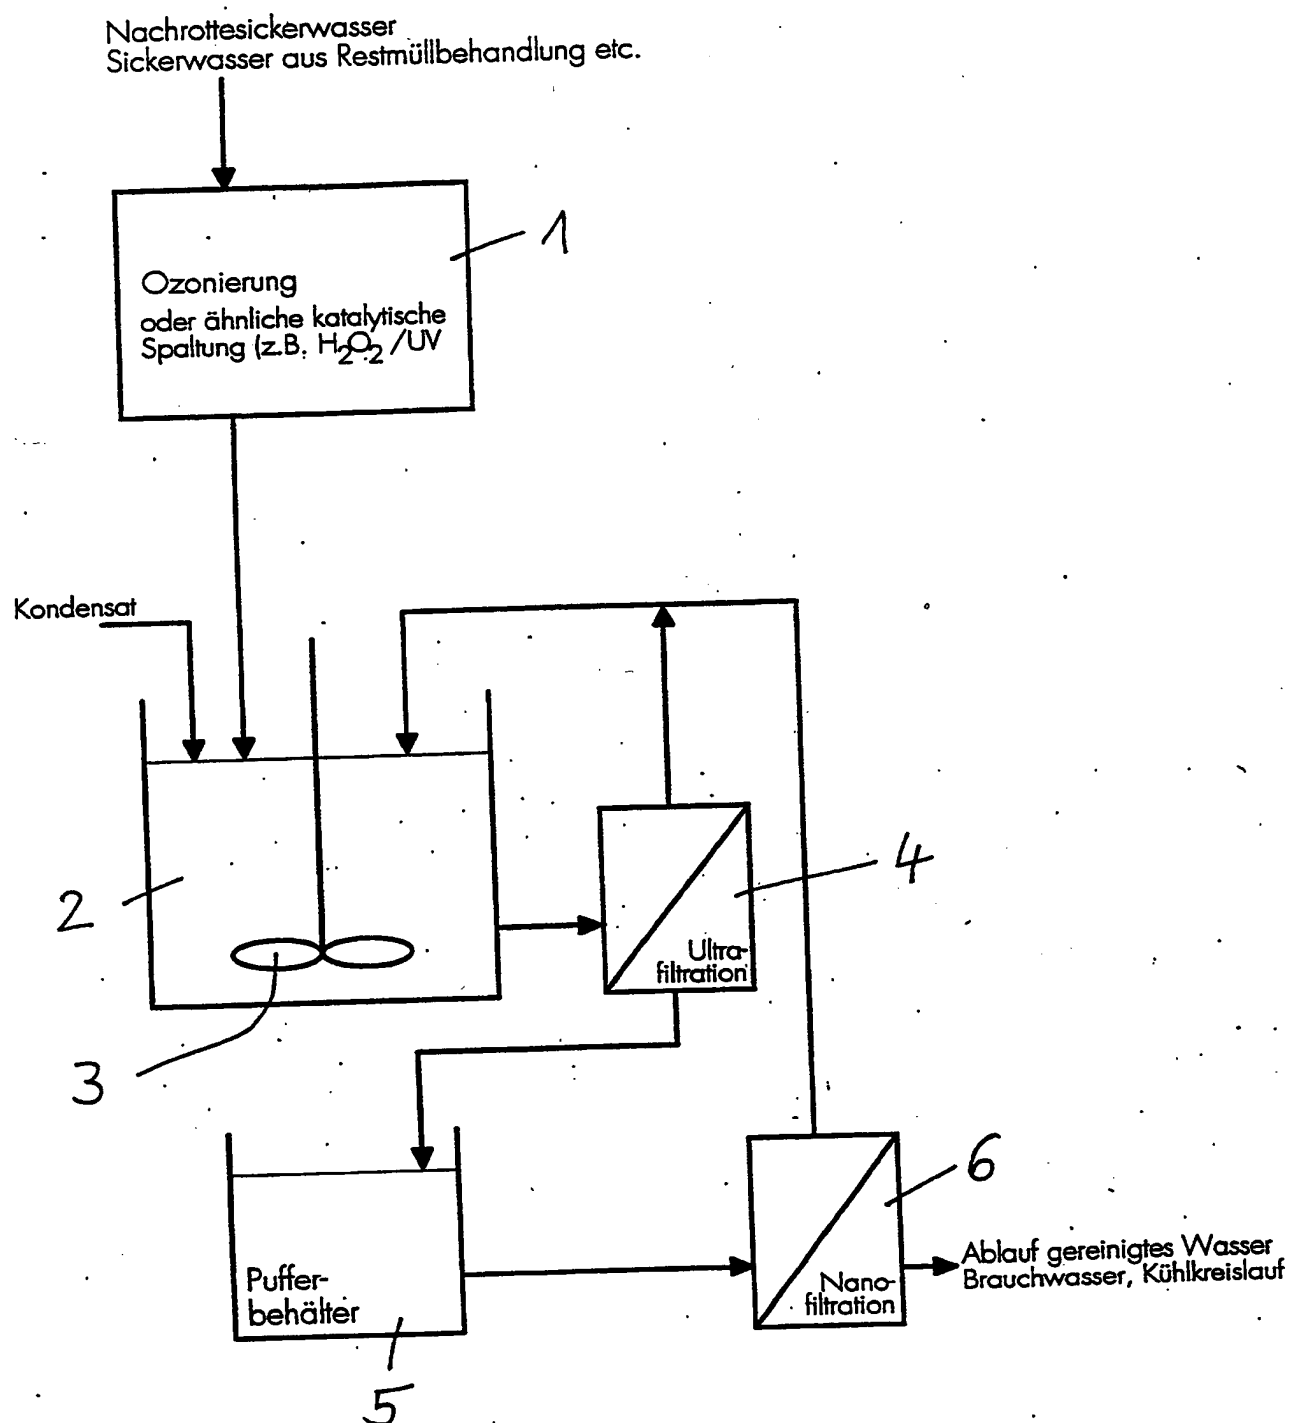 Nachrottesickerwasser
Sickerwasser aus Restmüllbehandlung etc.
1
Ozonierung
oder ähnliche katalytische
Spaltung (z.B. H2O2 /UV
Kondensat
2
3
4
Ultra-
filtration
Puffer-
behälter
5
6
Nano-
filtration
Ablauf gereinigtes Wasser
Brauchwasser, Kühlkreislauf